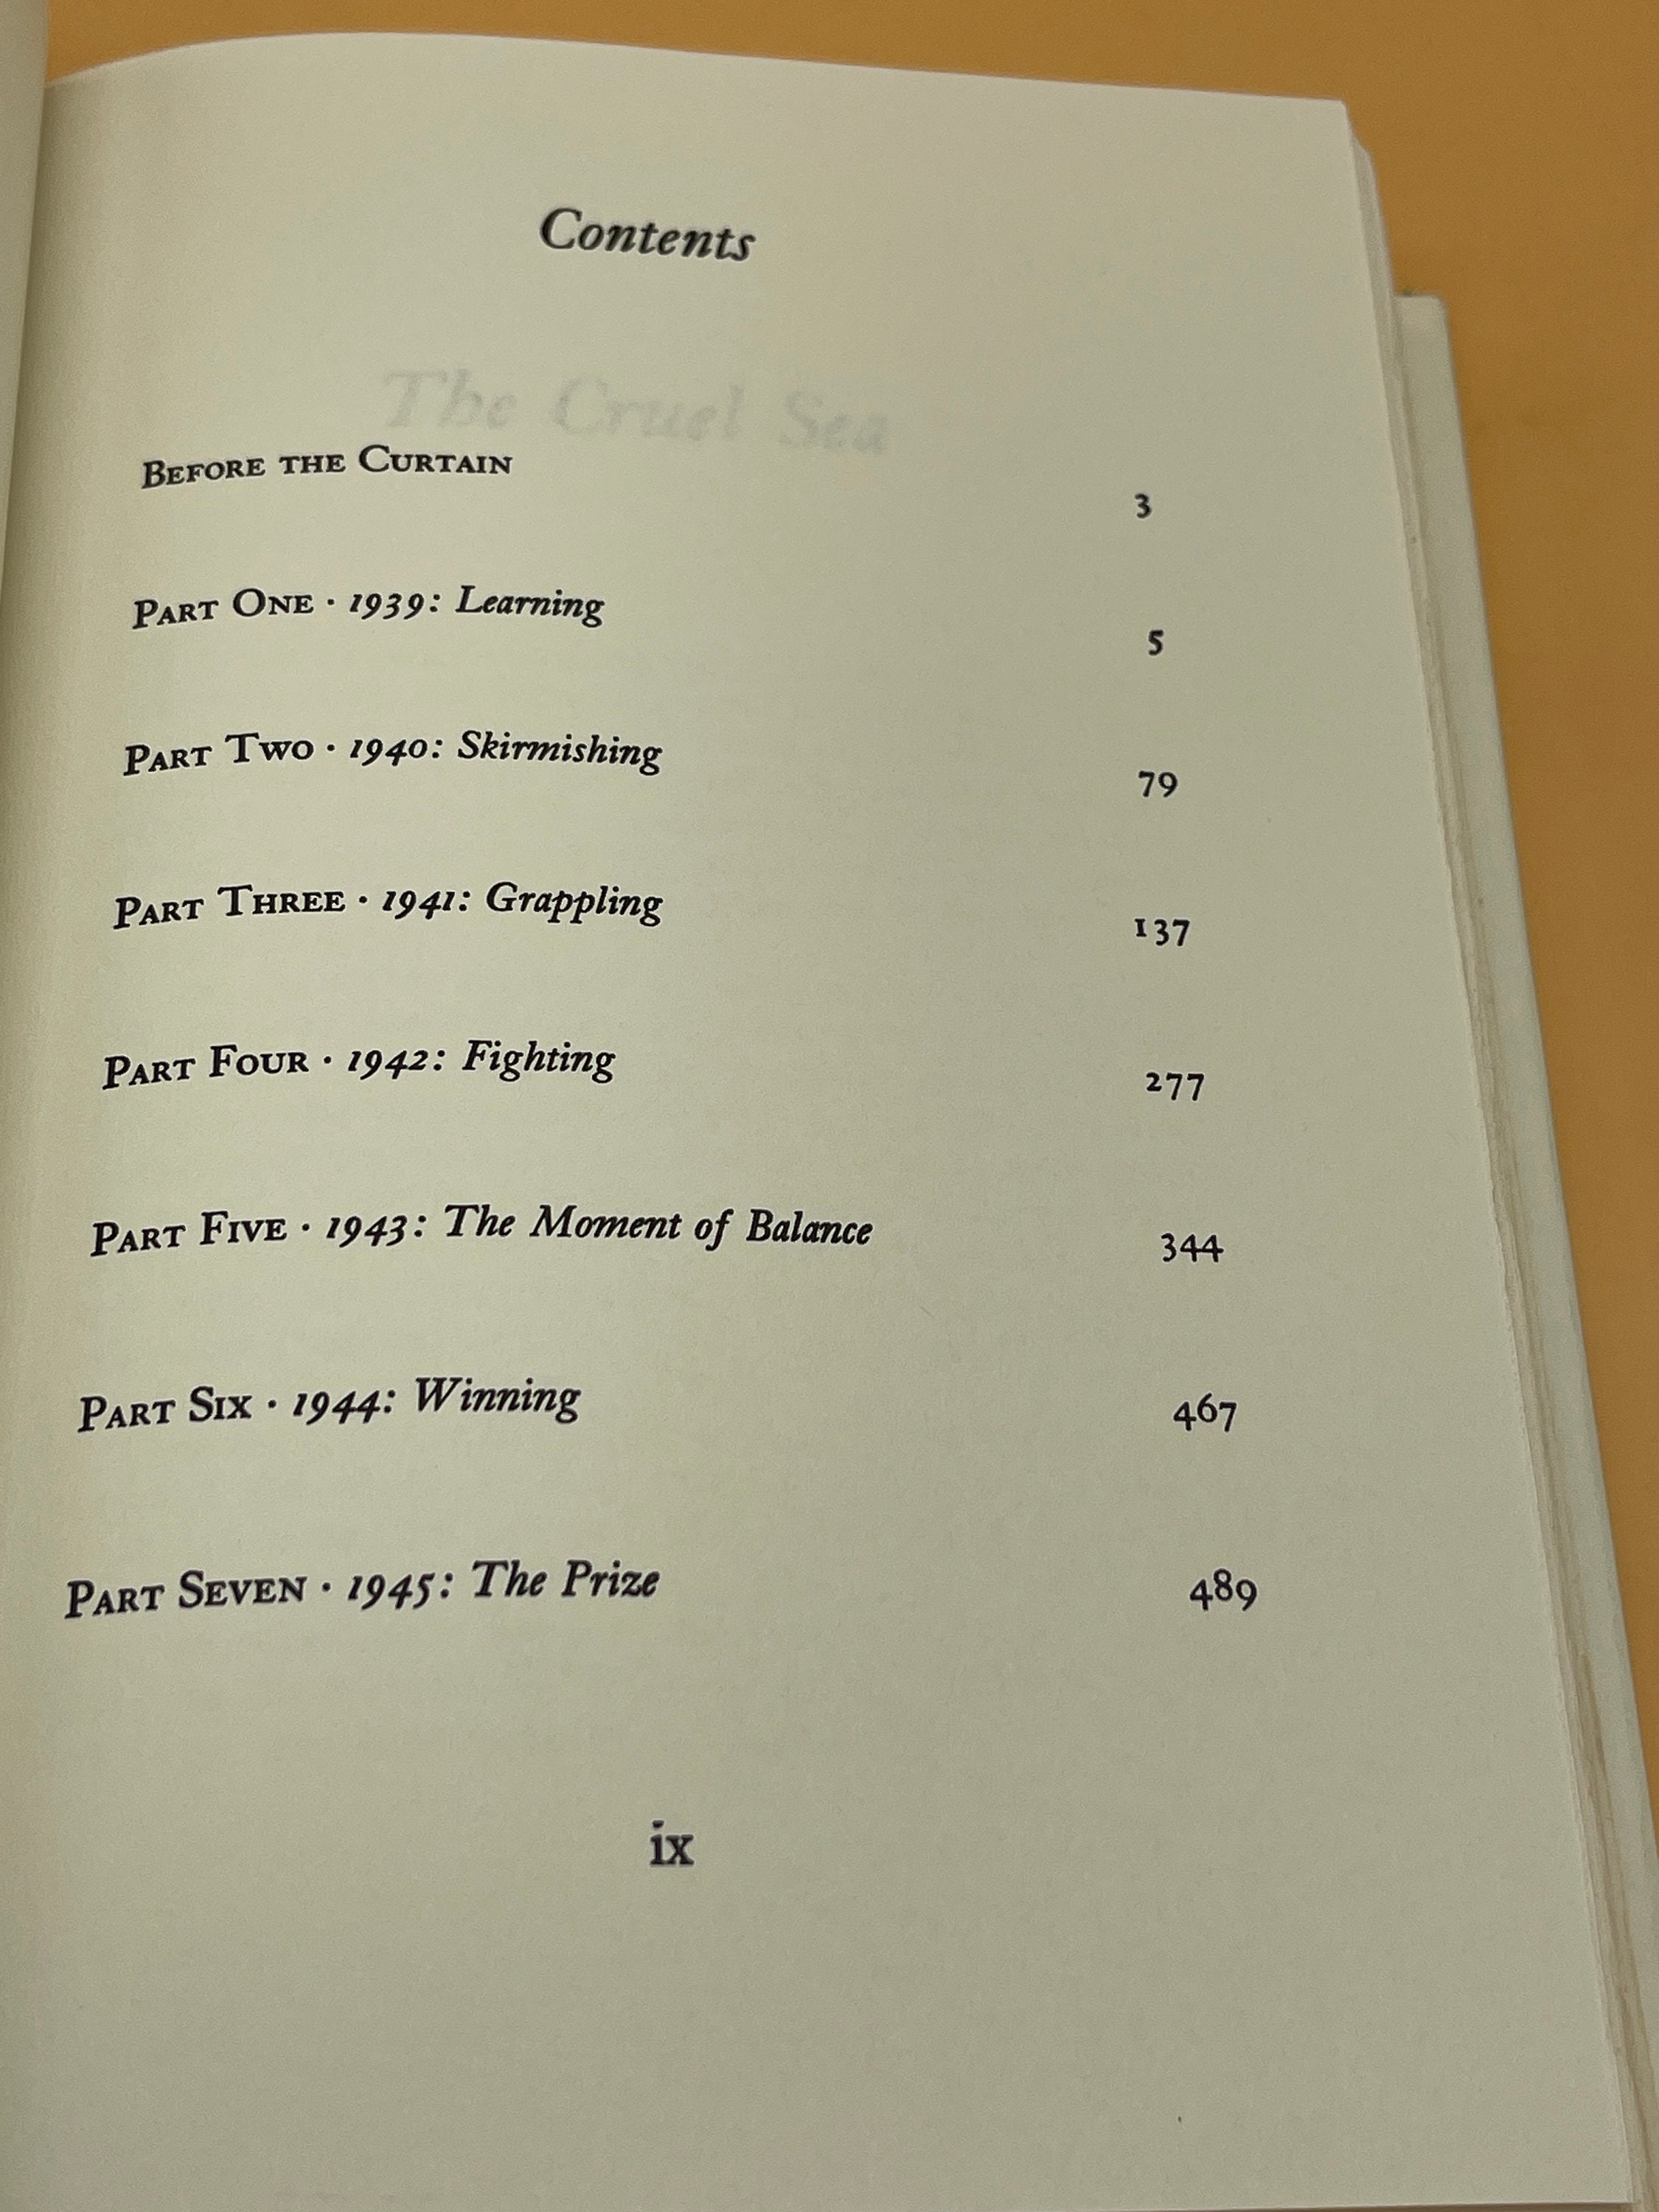 Contents
The Cruel Sea
Before the Curtain 3
Part One · 1939: Learning 5
Part Two · 1940: Skirmishing 79
Part Three · 1941: Grappling 137
Part Four · 1942: Fighting 277
Part Five · 1943: The Moment of Balance 344
Part Six · 1944: Winning 467
Part Seven · 1945: The Prize 489
ix